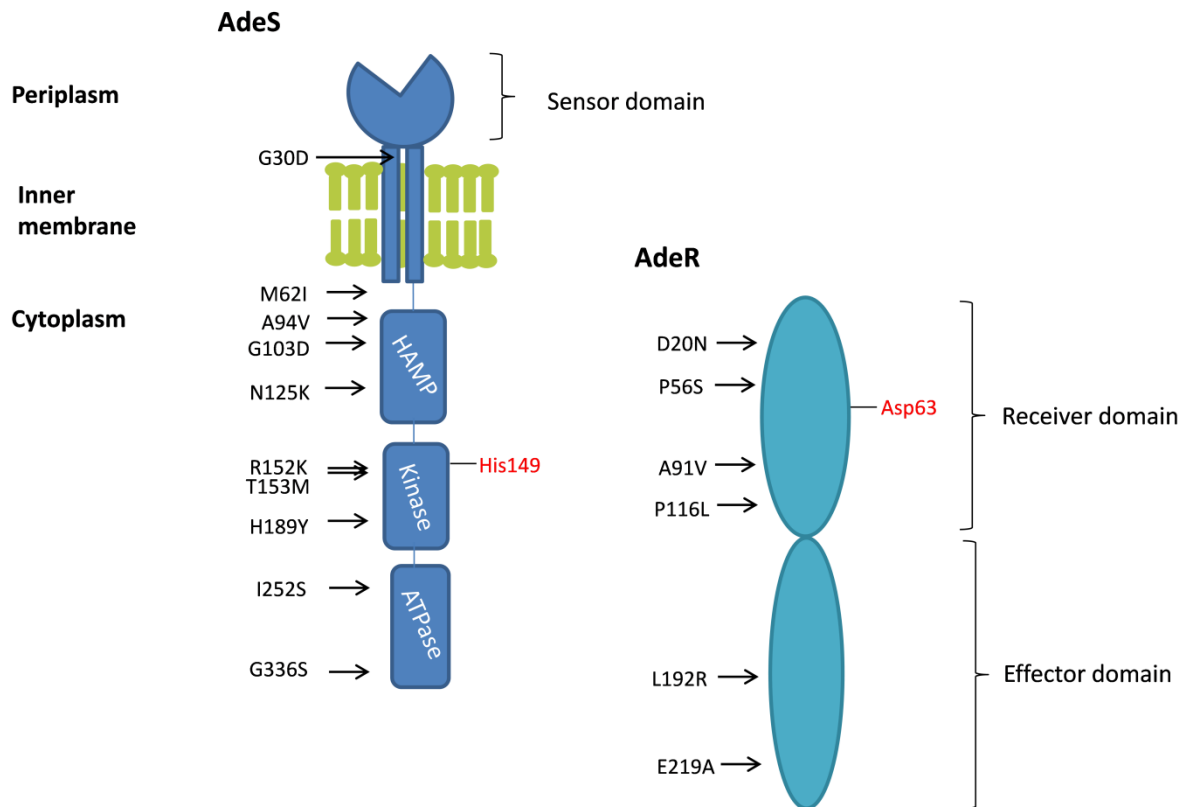 AdeS
Periplasm
Sensor domain
G30D
Inner
membrane
AdeR
M62I
Cytoplasm
A94V
G103D
HAMP
N125K
R152K
T153M
His149
Kinase
H189Y
I252S
ATPase
G336S
D20N
P56S
Asp63
Receiver domain
A91V
P116L
L192R
Effector domain
E219A